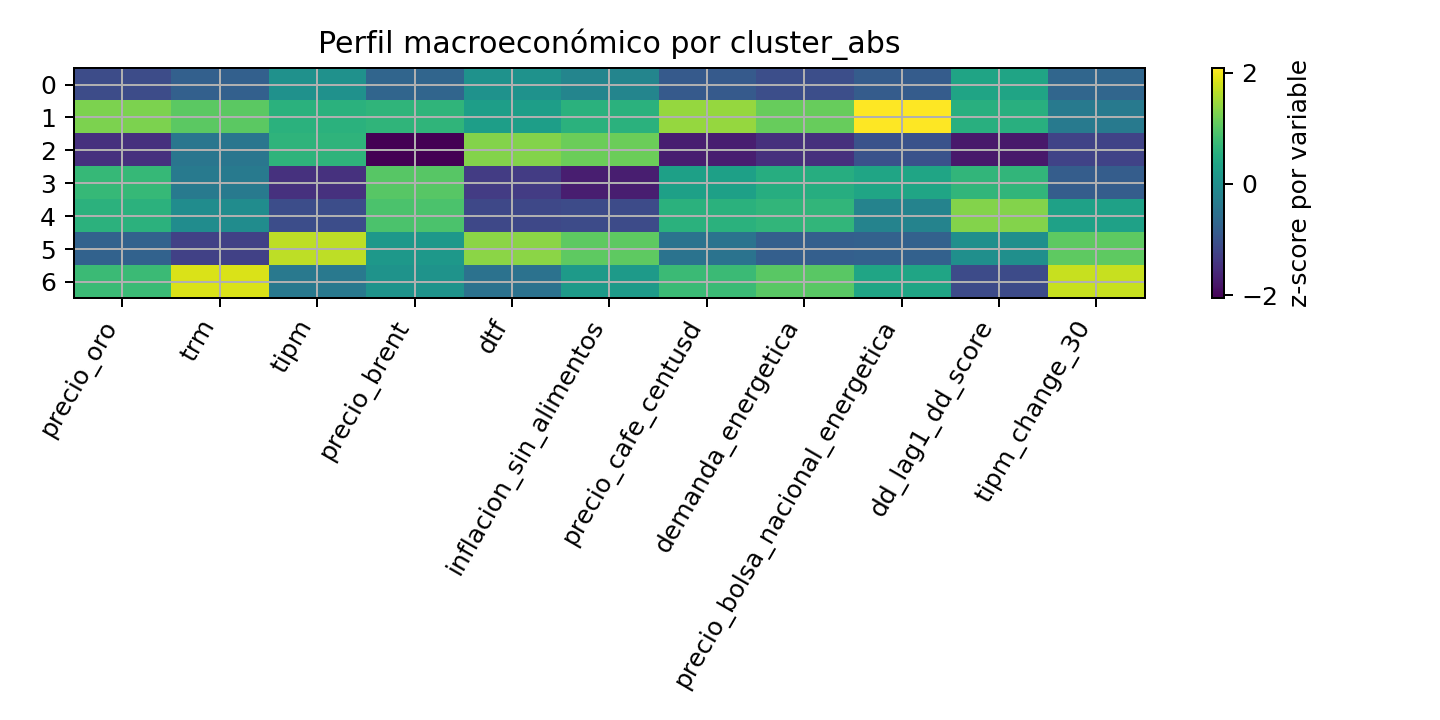 Perfil macroeconómico por cluster_abs
0
1
2
3
4
5
6
precio_oro
trm
tipm
precio_brent
dtf
inflacion_sin_alimentos
precio_cafe_centusd
demanda_energetica
precio_bolsa_nacional_energetica
dd_lag1_dd_score
tipm_change_30
2
0
−2
z-score por variable